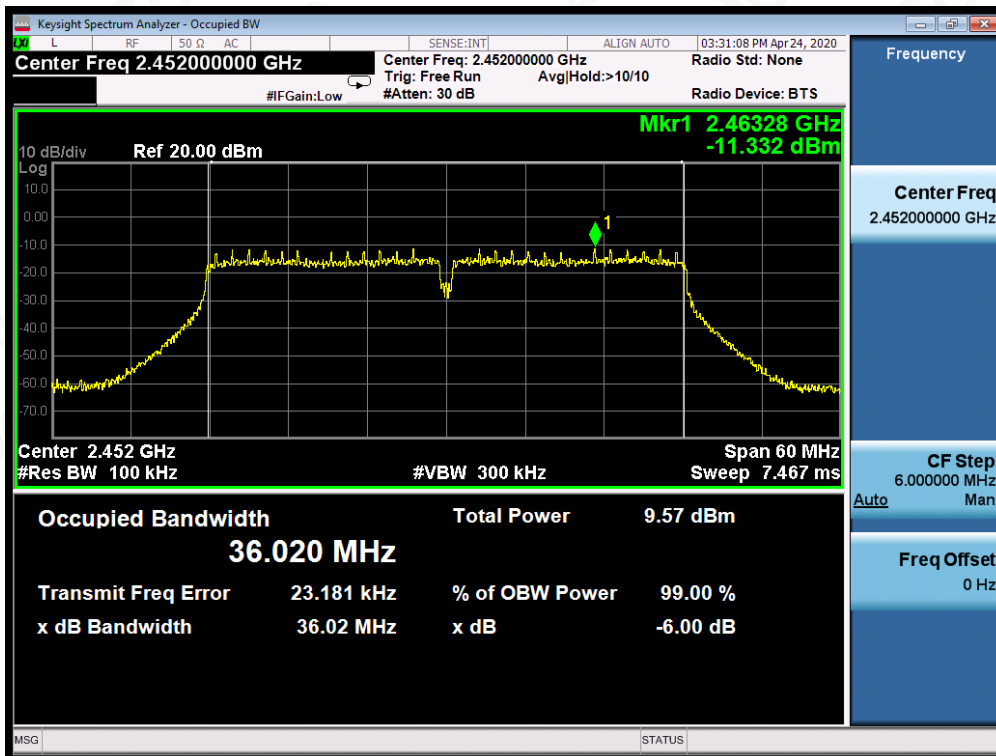 Keysight Spectrum Analyzer - Occupied BW
LXI L RF 50 Ω AC SENSE:INT ALIGN AUTO 03:31:08 PM Apr 24, 2020
Center Freq 2.452000000 GHz
Center Freq: 2.452000000 GHz Radio Std: None
Trig: Free Run Avg|Hold:>10/10
#IFGain:Low #Atten: 30 dB Radio Device: BTS
Mkr1 2.46328 GHz
-11.332 dBm
10 dB/div Ref 20.00 dBm
Log
10.0
0.00
-10.0
-20.0
-30.0
-40.0
-50.0
-60.0
-70.0
1
Center 2.452 GHz Span 60 MHz
#Res BW 100 kHz #VBW 300 kHz Sweep 7.467 ms
Occupied Bandwidth Total Power 9.57 dBm
36.020 MHz
Transmit Freq Error 23.181 kHz % of OBW Power 99.00 %
x dB Bandwidth 36.02 MHz x dB -6.00 dB
Frequency
Center Freq
2.452000000 GHz
CF Step
6.000000 MHz
Auto Man
Freq Offset
0 Hz
MSG STATUS